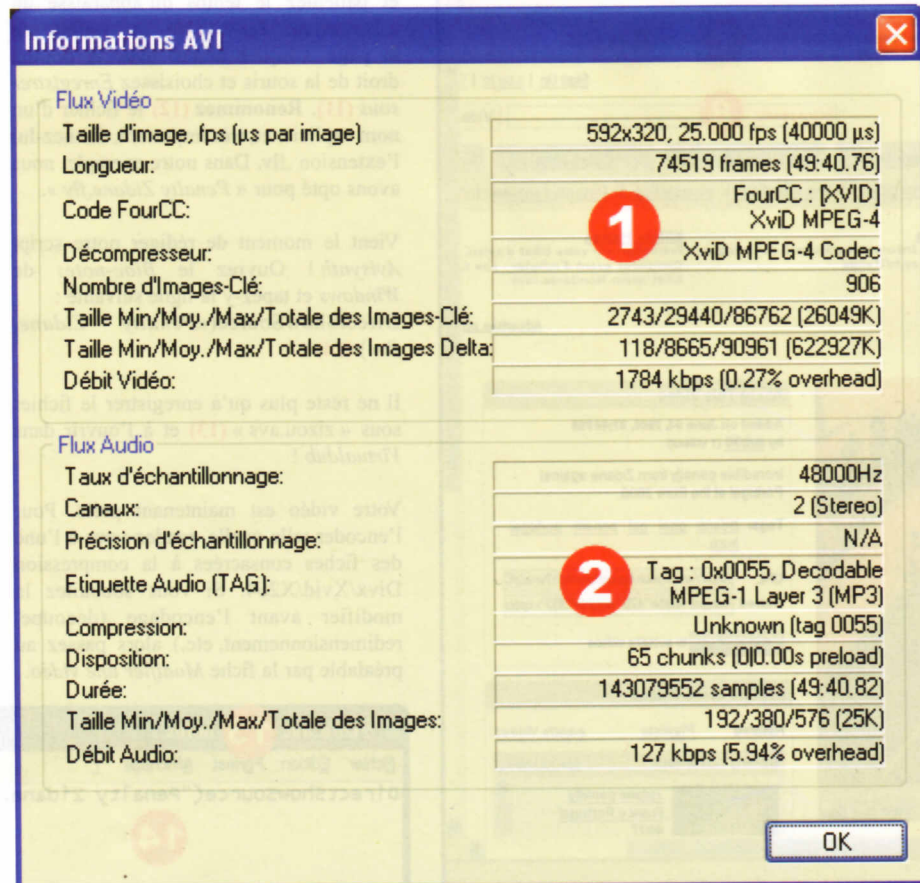 Informations AVI
Flux Vidéo
Taille d'image, fps (µs par image) 592x320, 25.000 fps (40000 µs)
Longueur: 74519 frames (49:40.76)
Code FourCC: FourCC : [XVID]
XviD MPEG-4
1
Décompresseur: XviD MPEG-4 Codec
Nombre d'Images-Clé: 906
Taille Min/Moy./Max/Totale des Images-Clé: 2743/29440/86762 (26049K)
Taille Min/Moy./Max/Totale des Images Delta: 118/8665/90961 (622927K)
Débit Vidéo: 1784 kbps (0.27% overhead)
Flux Audio
Taux d'échantillonnage: 48000Hz
Canaux: 2 (Stereo)
Précision d'échantillonnage: N/A
Etiquette Audio (TAG): Tag : 0x0055, Decodable
MPEG-1 Layer 3 (MP3)
2
Compression: Unknown (tag 0055)
Disposition: 65 chunks (0|0.00s preload)
Durée: 143079552 samples (49:40.82)
Taille Min/Moy./Max/Totale des Images: 192/380/576 (25K)
Débit Audio: 127 kbps (5.94% overhead)
OK